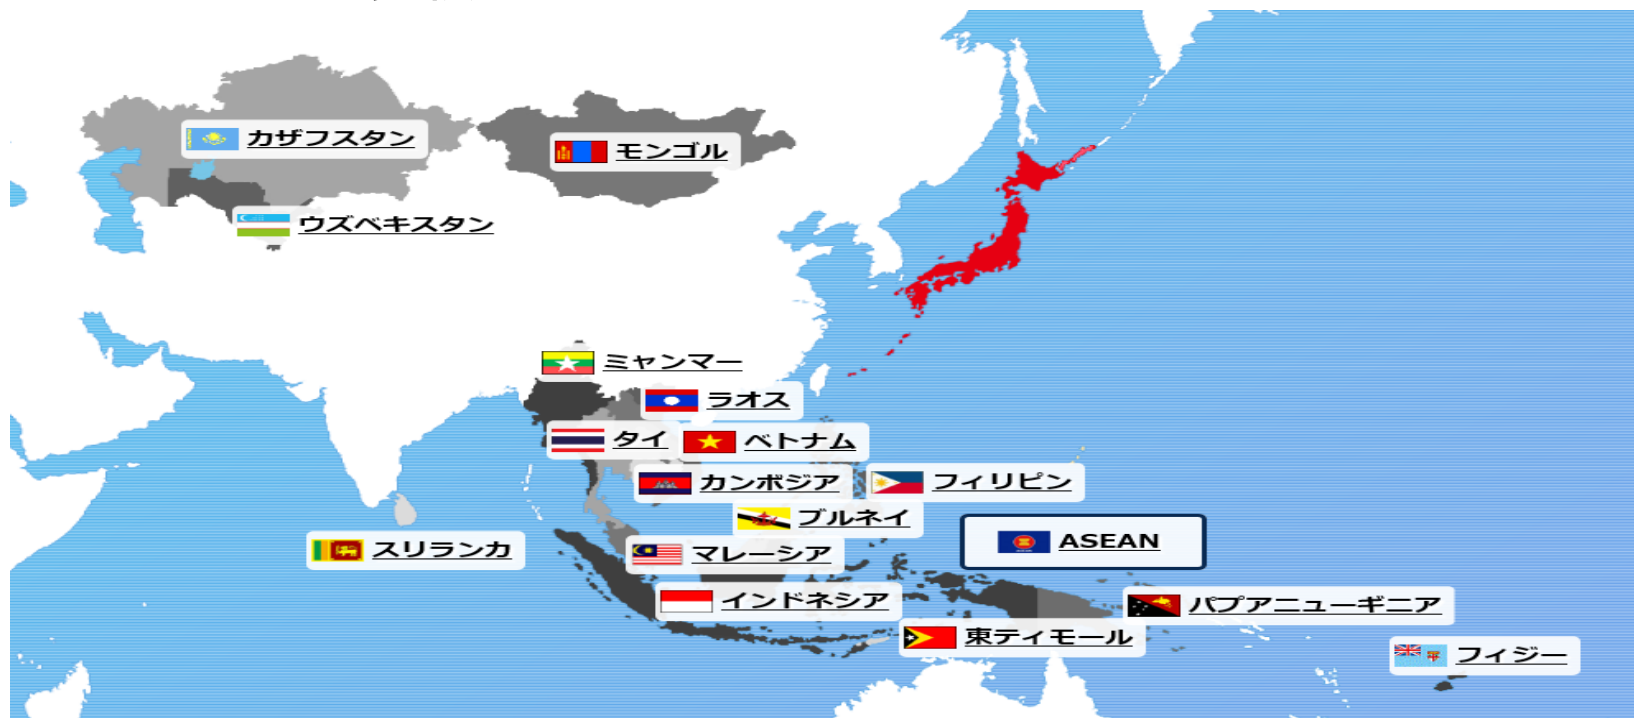 カザフスタン
モンゴル
ウズベキスタン
ミャンマー
ラオス
タイ
ベトナム
カンボジア
フィリピン
ブルネイ
ASEAN
スリランカ
マレーシア
インドネシア
パプアニューギニア
東ティモール
フィジー